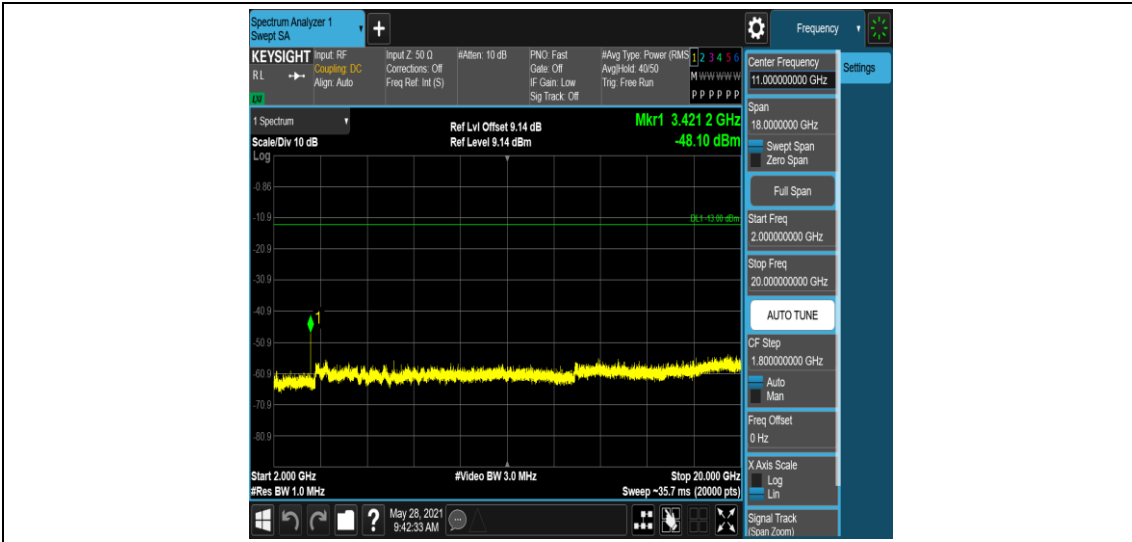 Spectrum Analyzer 1
Swept SA
+
Frequency
KEYSIGHT
RL
Input: RF
Coupling: DC
Align: Auto
Input Z: 50 Ω
Corrections: Off
Freq Ref: Int (S)
#Atten: 10 dB
PNO: Fast
Gate: Off
IF Gain: Low
Sig Track: Off
#Avg Type: Power (RMS
Avg|Hold: 40/50
Trig: Free Run
1 2 3 4 5 6
M W W W W W
P P P P P P
1 Spectrum
Scale/Div 10 dB
Log
Ref Lvl Offset 9.14 dB
Ref Level 9.14 dBm
Mkr1 3.421 2 GHz
-48.10 dBm
-0.86
-10.9
DL1 -13.00 dBm
-20.9
-30.9
-40.9
1
-50.9
-60.9
-70.9
-80.9
Start 2.000 GHz
#Res BW 1.0 MHz
#Video BW 3.0 MHz
Stop 20.000 GHz
Sweep ~35.7 ms (20000 pts)
Center Frequency
11.000000000 GHz
Settings
Span
18.0000000 GHz
Swept Span
Zero Span
Full Span
Start Freq
2.000000000 GHz
Stop Freq
20.000000000 GHz
AUTO TUNE
CF Step
1.800000000 GHz
Auto
Man
Freq Offset
0 Hz
X Axis Scale
Log
Lin
Signal Track
(Span Zoom)
?
May 28, 2021
9:42:33 AM